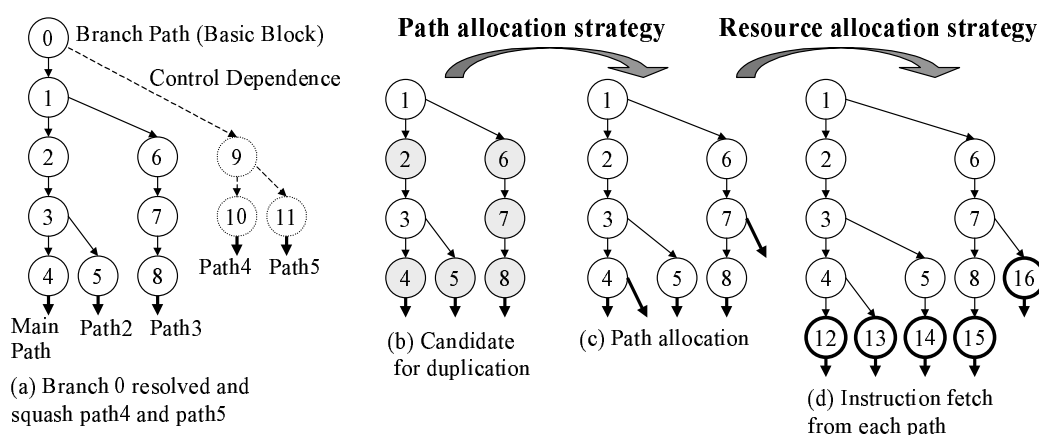 Path allocation strategy
Resource allocation strategy
Branch Path (Basic Block)
Control Dependence
0
1
2
6
9
3
7
10
11
4
5
8
Path4
Path5
Main
Path
Path2
Path3
(a) Branch 0 resolved and
squash path4 and path5
1
2
6
3
7
4
5
8
(b) Candidate
for duplication
1
2
6
3
7
4
5
8
(c) Path allocation
1
2
6
3
7
4
5
8
16
12
13
14
15
(d) Instruction fetch
from each path